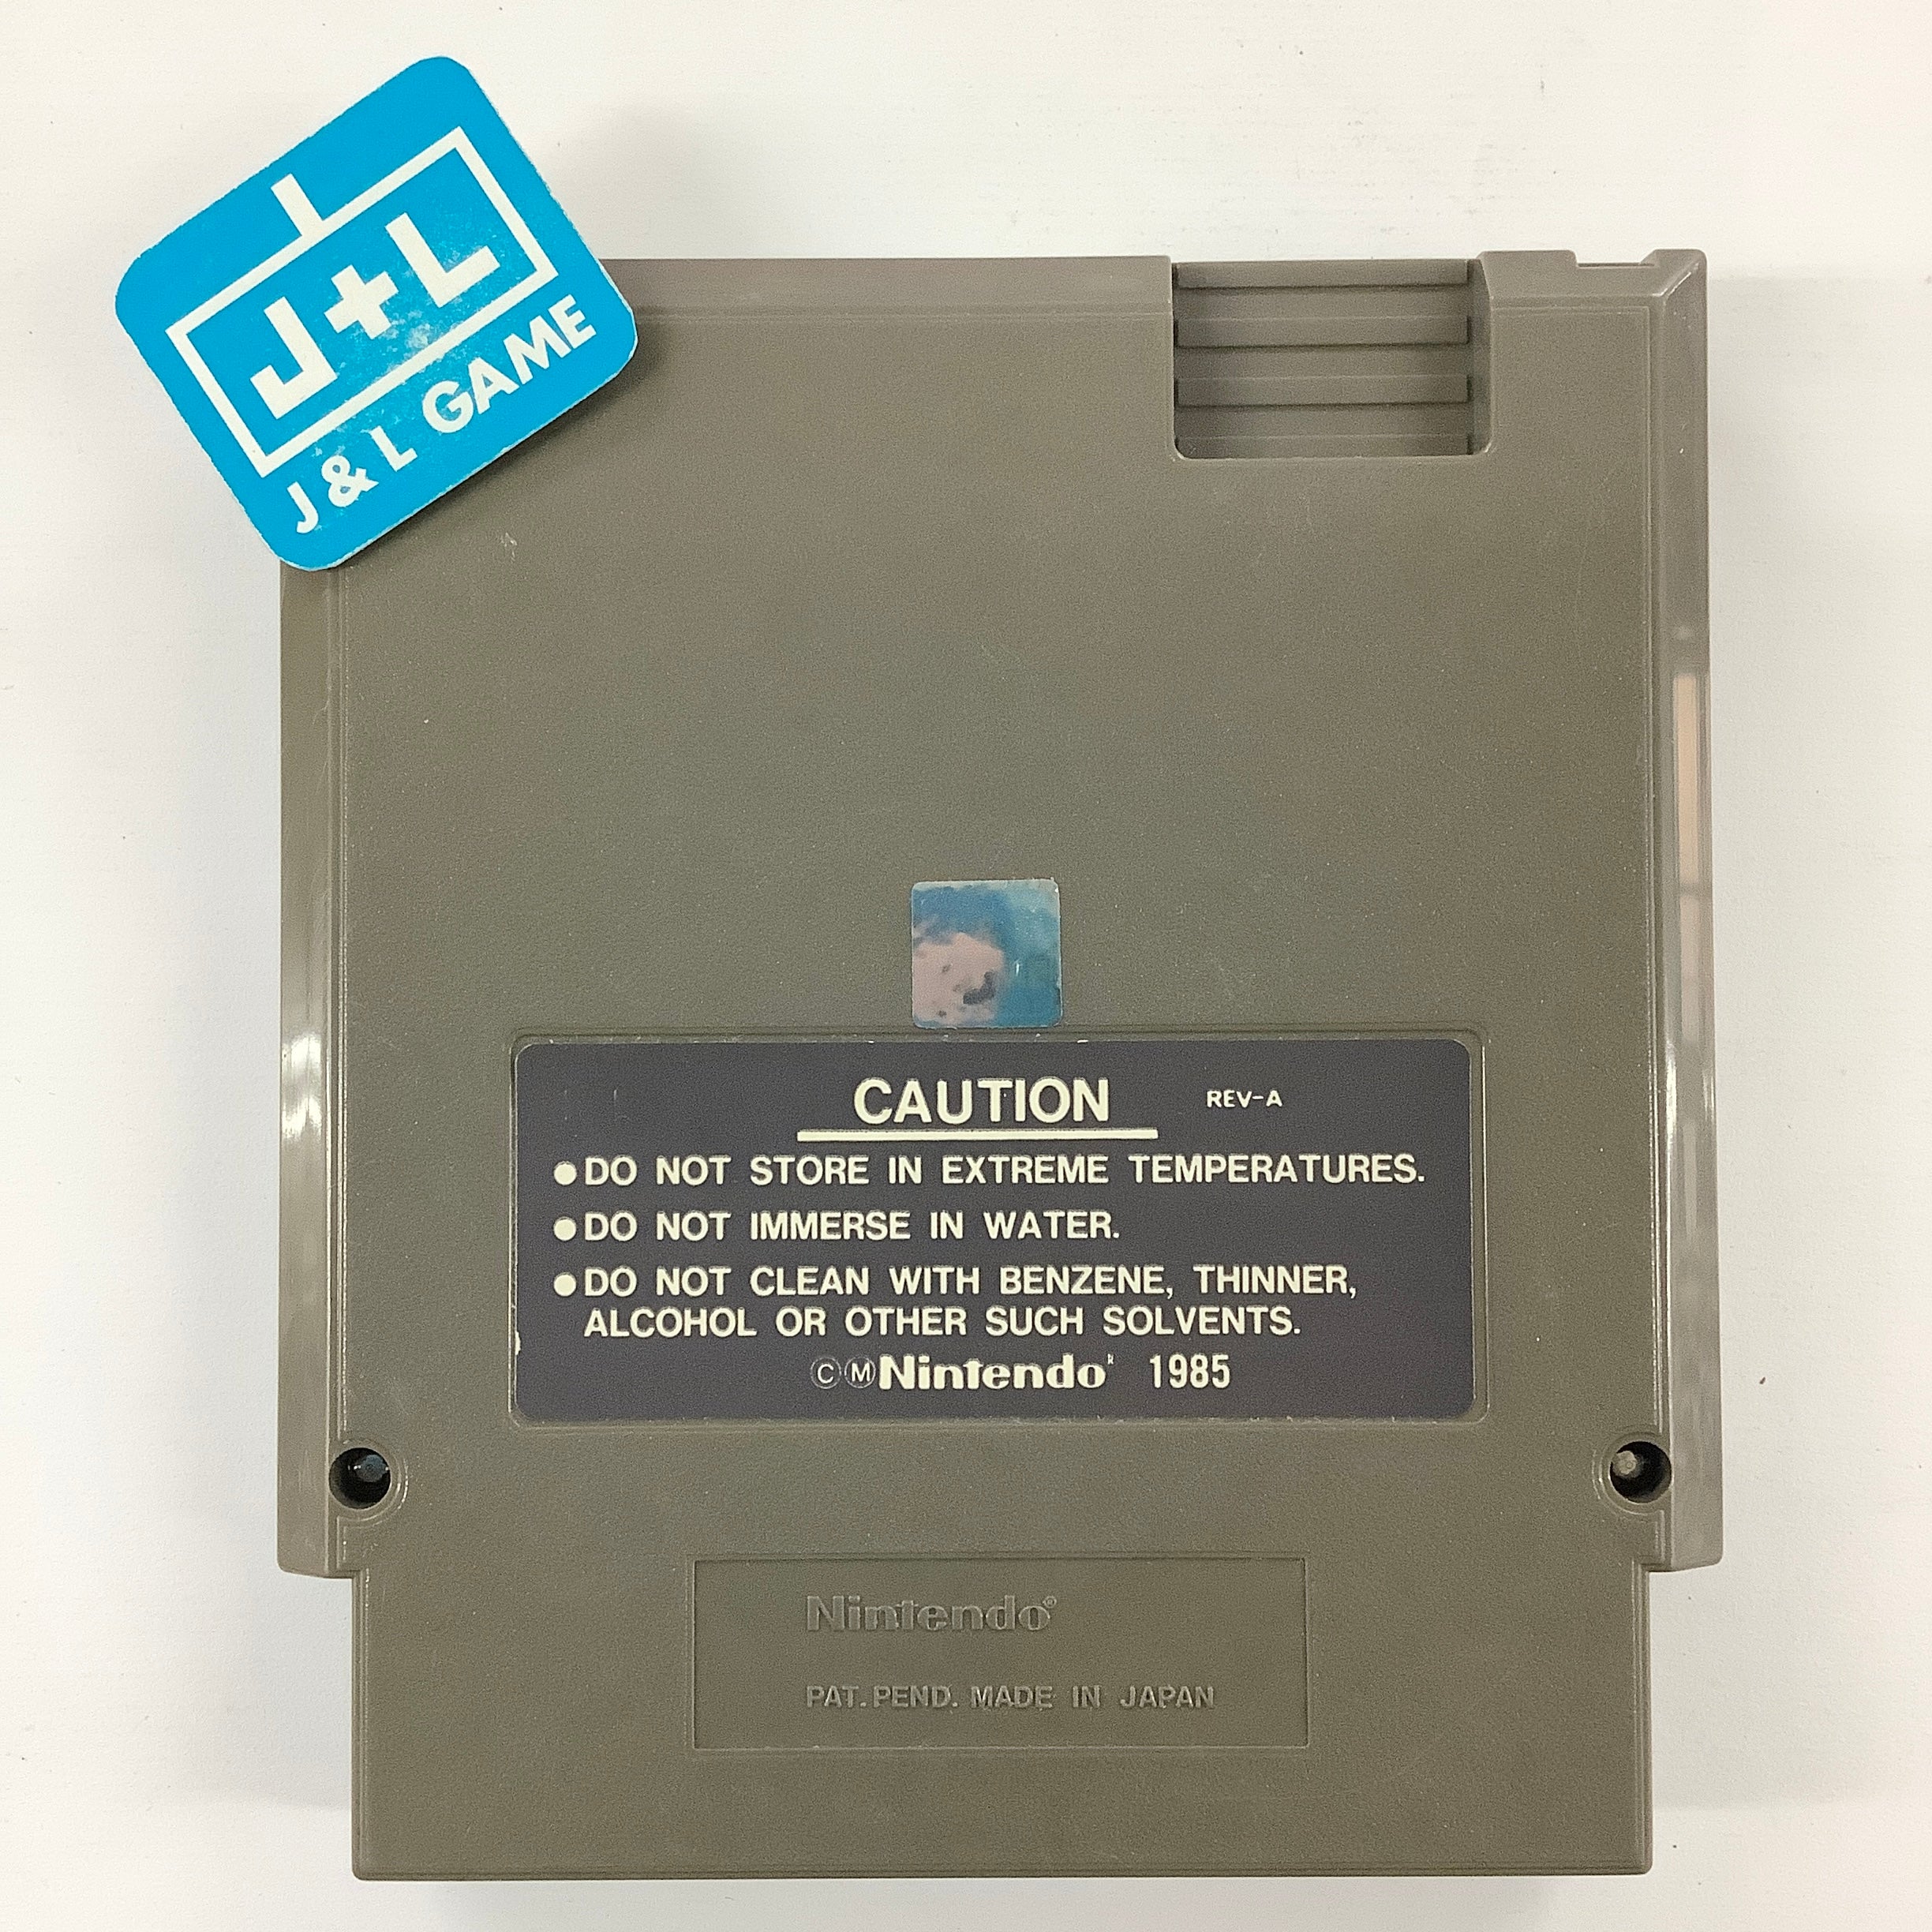 J+L
J & L GAME
CAUTION REV-A
●DO NOT STORE IN EXTREME TEMPERATURES.
●DO NOT IMMERSE IN WATER.
●DO NOT CLEAN WITH BENZENE, THINNER,
ALCOHOL OR OTHER SUCH SOLVENTS.
ⒸⓂNintendo® 1985
Nintendo®
PAT. PEND. MADE IN JAPAN